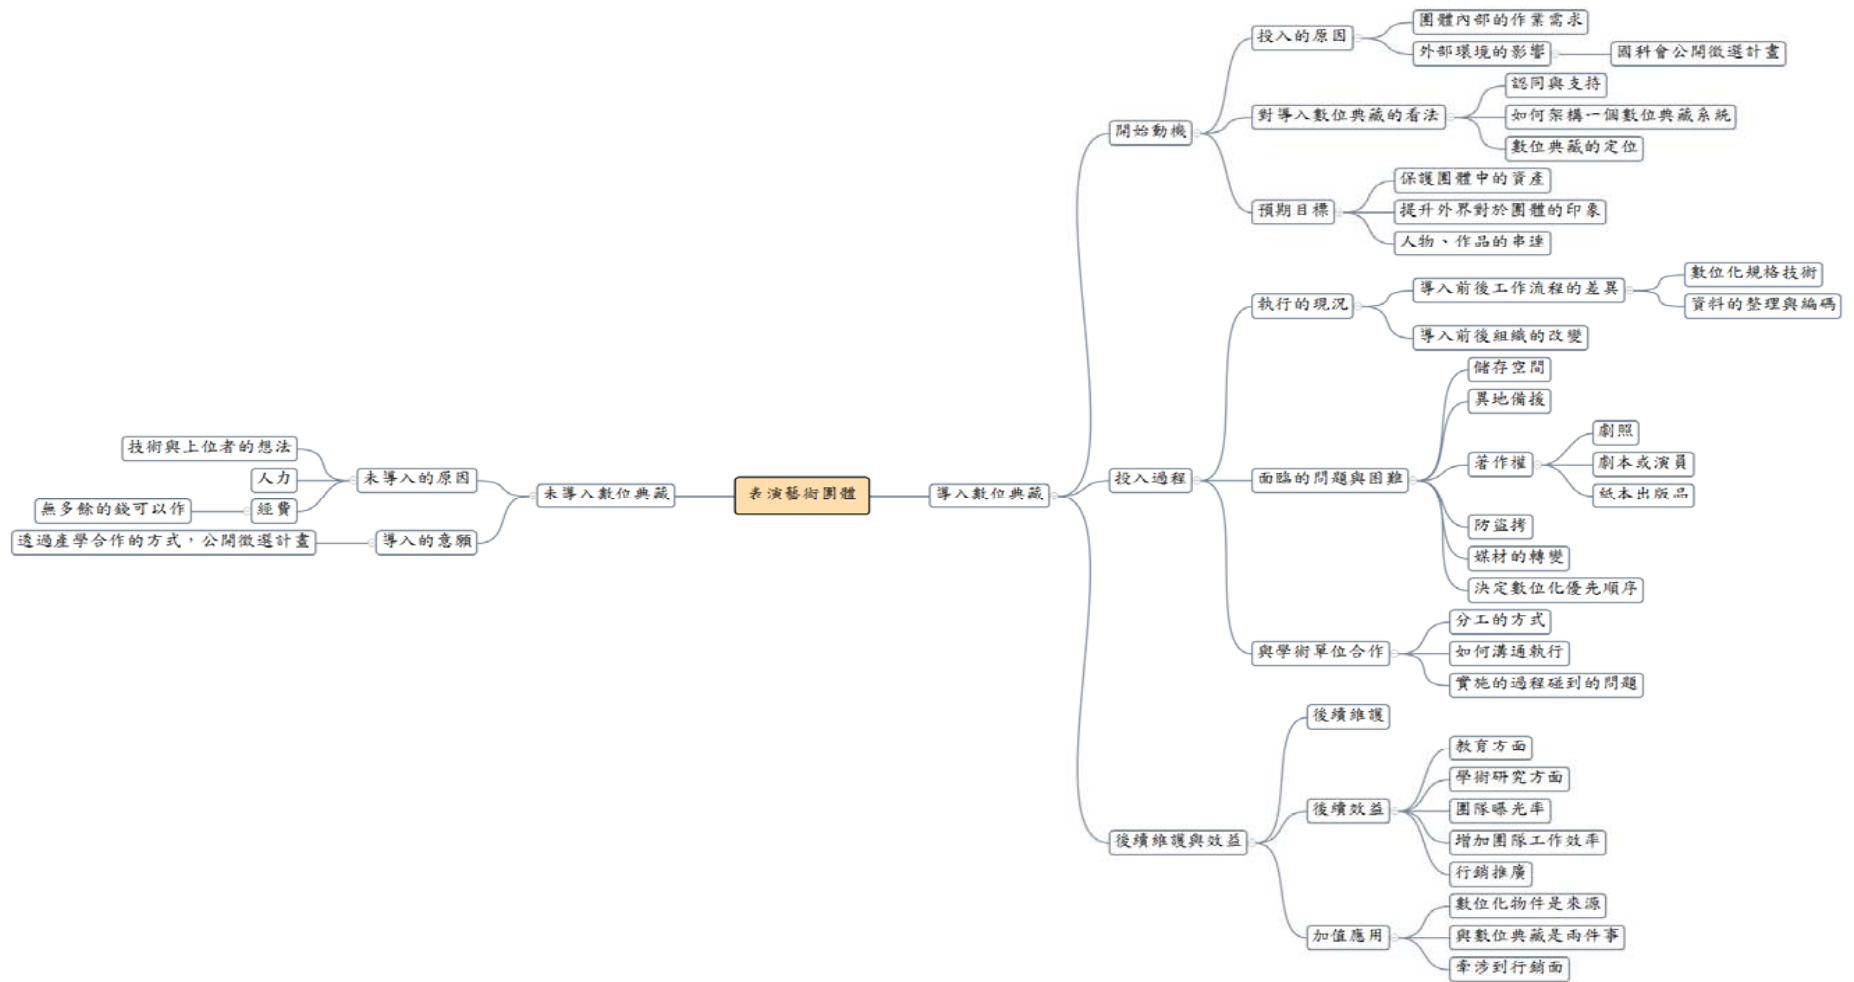 表演藝術團體
未導入數位典藏
未導入的原因
技術與上位者的想法
人力
經費
無多餘的錢可以作
導入的意願
透過產學合作的方式，公開徵選計畫
導入數位典藏
開始動機
投入的原因
團體內部的作業需求
外部環境的影響
國科會公開徵選計畫
對導入數位典藏的看法
認同與支持
如何架構一個數位典藏系統
數位典藏的定位
預期目標
保護團體中的資產
提升外界對於團體的印象
人物、作品的串連
投入過程
執行的現況
導入前後工作流程的差異
數位化規格技術
資料的整理與編碼
導入前後組織的改變
面臨的問題與困難
儲存空間
異地備援
著作權
劇照
劇本或演員
紙本出版品
防盜拷
媒材的轉變
決定數位化優先順序
與學術單位合作
分工的方式
如何溝通執行
實施的過程碰到的問題
後續維護與效益
後續維護
後續效益
教育方面
學術研究方面
團隊曝光率
增加團隊工作效率
行銷推廣
加值應用
數位化物件是來源
與數位典藏是兩件事
牽涉到行銷面